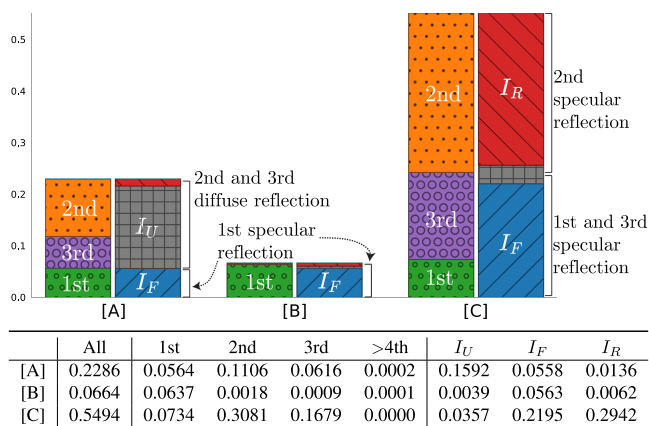 0.5
0.4
0.3
0.2
0.1
0.0
2nd
3rd
1st
I_U
I_F
[A]
2nd and 3rd
diffuse reflection
1st specular
reflection
1st
I_F
[B]
2nd
3rd
1st
I_R
I_F
[C]
2nd
specular
reflection
1st and 3rd
specular
reflection
All 1st 2nd 3rd >4th I_U I_F I_R
[A] 0.2286 0.0564 0.1106 0.0616 0.0002 0.1592 0.0558 0.0136
[B] 0.0664 0.0637 0.0018 0.0009 0.0001 0.0039 0.0563 0.0062
[C] 0.5494 0.0734 0.3081 0.1679 0.0000 0.0357 0.2195 0.2942